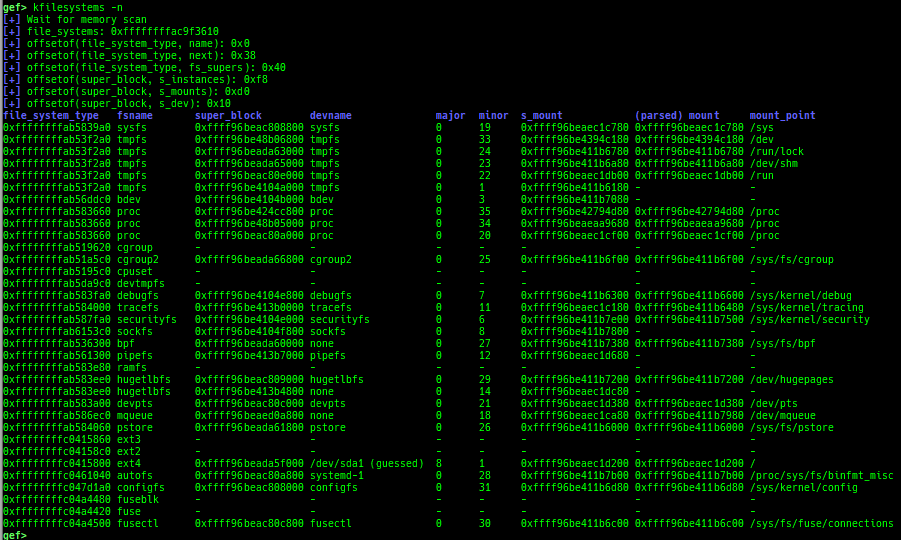 gef> kfilesystems -n
[+] Wait for memory scan
[+] file_systems: 0xffffffffac9f3610
[+] offsetof(file_system_type, name): 0x0
[+] offsetof(file_system_type, next): 0x38
[+] offsetof(file_system_type, fs_supers): 0x40
[+] offsetof(super_block, s_instances): 0xf8
[+] offsetof(super_block, s_mounts): 0xd0
[+] offsetof(super_block, s_dev): 0x10
file_system_type fsname super_block devname major minor s_mount (parsed) mount mount_point
0xffffffffab5839a0 sysfs 0xffff96beac808800 sysfs 0 19 0xffff96beaec1c780 0xffff96beaec1c780 /sys
0xffffffffab53f2a0 tmpfs 0xffff96be48b06800 tmpfs 0 33 0xffff96be4394c180 0xffff96be4394c180 /dev
0xffffffffab53f2a0 tmpfs 0xffff96beada63000 tmpfs 0 24 0xffff96be411b6780 0xffff96be411b6780 /run/lock
0xffffffffab53f2a0 tmpfs 0xffff96beada65000 tmpfs 0 23 0xffff96be411b6a80 0xffff96be411b6a80 /dev/shm
0xffffffffab53f2a0 tmpfs 0xffff96beac80e000 tmpfs 0 22 0xffff96beaec1db00 0xffff96beaec1db00 /run
0xffffffffab53f2a0 tmpfs 0xffff96be4104a000 tmpfs 0 1 0xffff96be411b6180 - -
0xffffffffab56ddc0 bdev 0xffff96be4104b000 bdev 0 3 0xffff96be411b7080 - -
0xffffffffab583660 proc 0xffff96be424cc800 proc 0 35 0xffff96be42794d80 0xffff96be42794d80 /proc
0xffffffffab583660 proc 0xffff96be48b05000 proc 0 34 0xffff96beaeaa9680 0xffff96beaeaa9680 /proc
0xffffffffab583660 proc 0xffff96beac80a000 proc 0 20 0xffff96beaec1cf00 0xffff96beaec1cf00 /proc
0xffffffffab519620 cgroup - - - - - - -
0xffffffffab51a5c0 cgroup2 0xffff96beada66800 cgroup2 0 25 0xffff96be411b6f00 0xffff96be411b6f00 /sys/fs/cgroup
0xffffffffab5195c0 cpuset - - - - - - -
0xffffffffab5da9c0 devtmpfs - - - - - - -
0xffffffffab583fa0 debugfs 0xffff96be4104e800 debugfs 0 7 0xffff96be411b6300 0xffff96be411b6600 /sys/kernel/debug
0xffffffffab584000 tracefs 0xffff96be413b0000 tracefs 0 11 0xffff96beaec1c180 0xffff96be411b6480 /sys/kernel/tracing
0xffffffffab587fa0 securityfs 0xffff96be4104e000 securityfs 0 6 0xffff96be411b7e00 0xffff96be411b7500 /sys/kernel/security
0xffffffffab6153c0 sockfs 0xffff96be4104f800 sockfs 0 8 0xffff96be411b7800 - -
0xffffffffab536300 bpf 0xffff96beada60000 none 0 27 0xffff96be411b7380 0xffff96be411b7380 /sys/fs/bpf
0xffffffffab561300 pipefs 0xffff96be413b7000 pipefs 0 12 0xffff96beaec1d680 - -
0xffffffffab583e80 ramfs - - - - - - -
0xffffffffab583ee0 hugetlbfs 0xffff96beac809000 hugetlbfs 0 29 0xffff96be411b7200 0xffff96be411b7200 /dev/hugepages
0xffffffffab583ee0 hugetlbfs 0xffff96be413b4800 none 0 14 0xffff96beaec1dc80 - -
0xffffffffab583a00 devpts 0xffff96beac80c000 devpts 0 21 0xffff96beaec1d380 0xffff96beaec1d380 /dev/pts
0xffffffffab586ec0 mqueue 0xffff96beaed0a800 none 0 18 0xffff96beaec1ca80 0xffff96be411b7980 /dev/mqueue
0xffffffffab584060 pstore 0xffff96beada61800 pstore 0 26 0xffff96be411b6000 0xffff96be411b6000 /sys/fs/pstore
0xffffffffc0415860 ext3 - - - - - - -
0xffffffffc04158c0 ext2 - - - - - - -
0xffffffffc0415800 ext4 0xffff96beada5f000 /dev/sda1 (guessed) 8 1 0xffff96beaec1d200 0xffff96beaec1d200 /
0xffffffffc0461040 autofs 0xffff96beac80a800 systemd-1 0 28 0xffff96be411b7b00 0xffff96be411b7b00 /proc/sys/fs/binfmt_misc
0xffffffffc047d1a0 configfs 0xffff96beac808000 configfs 0 31 0xffff96be411b6d80 0xffff96be411b6d80 /sys/kernel/config
0xffffffffc04a4480 fuseblk - - - - - - -
0xffffffffc04a4420 fuse - - - - - - -
0xffffffffc04a4500 fusectl 0xffff96beac80c800 fusectl 0 30 0xffff96be411b6c00 0xffff96be411b6c00 /sys/fs/fuse/connections
gef>